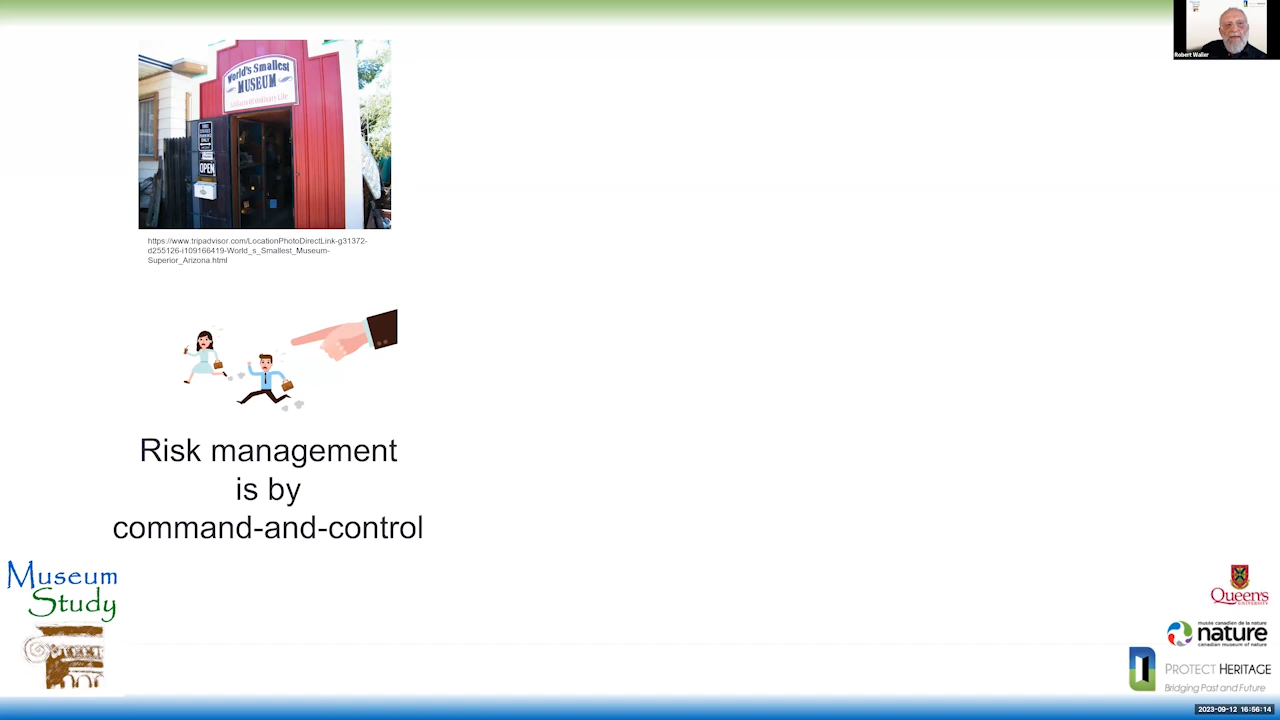 Robert Waller
World's Smallest
MUSEUM
OPEN
https://www.tripadvisor.com/LocationPhotoDirectLink-g31372-
d255126-i109166419-World_s_Smallest_Museum-
Superior_Arizona.html
Risk management
is by
command-and-control
Museum
Study
Queen's
UNIVERSITY
musée canadien de la nature
nature
canadian museum of nature
PROTECT HERITAGE
Bridging Past and Future
2023-09-12 16:56:14